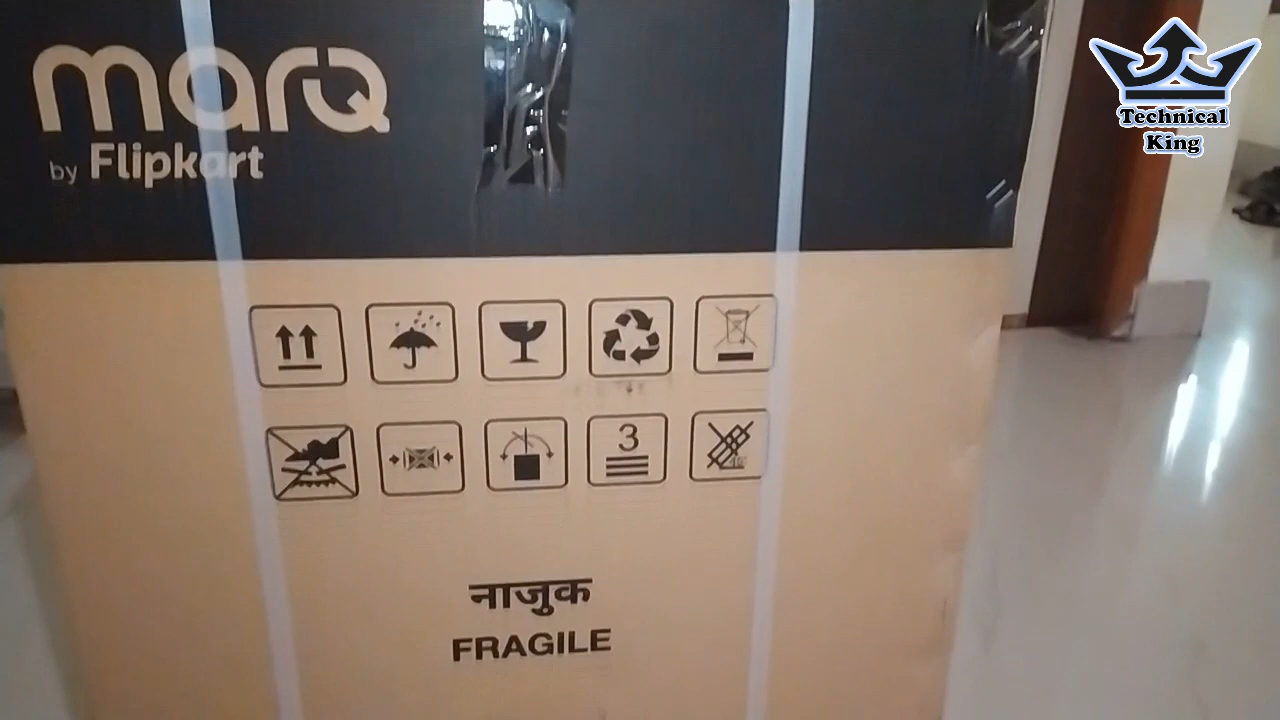 marQ
by Flipkart
Technical
King
3
नाजुक
FRAGILE